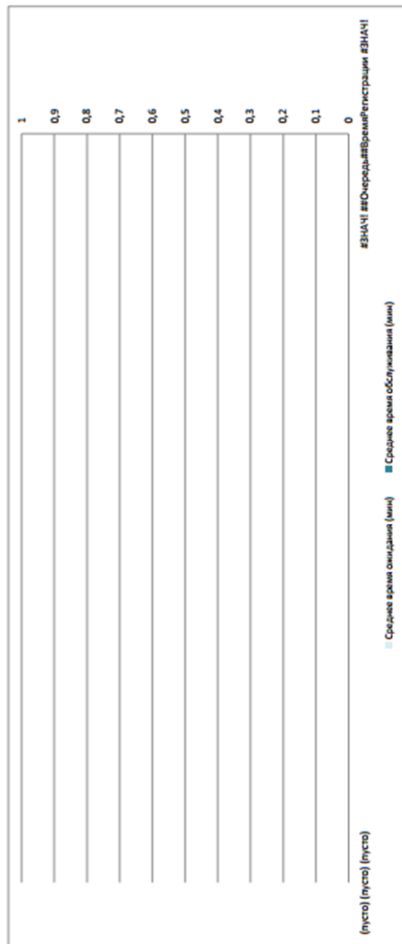 1
0,9
0,8
0,7
0,6
0,5
0,4
0,3
0,2
0,1
0
(пусто) (пусто) (пусто)
#ЗНАЧ! ##Очередь##ВремяРегистрации #ЗНАЧ!
Среднее время ожидания (мин)
Среднее время обслуживания (мин)